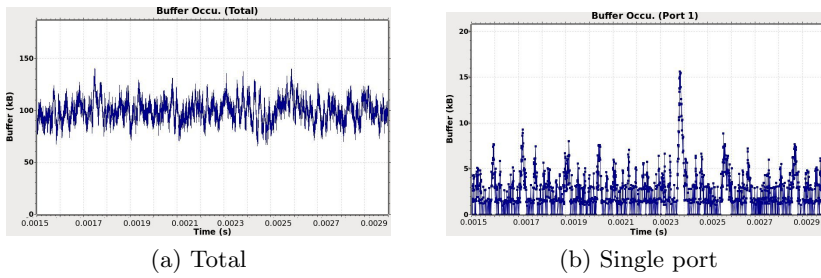 Buffer Occu. (Total)
Buffer (kB)
150
100
50
0
0.0015 0.0017 0.0019 0.0021 0.0023 0.0025 0.0027 0.0029
Time (s)
(a) Total
Buffer Occu. (Port 1)
Buffer (kB)
20
15
10
5
0
0.0015 0.0017 0.0019 0.0021 0.0023 0.0025 0.0027 0.0029
Time (s)
(b) Single port